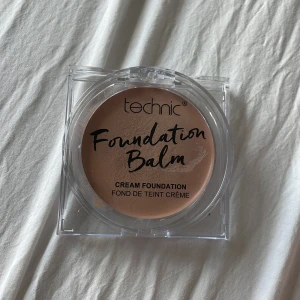 technic®
Foundation
Balm
CREAM FOUNDATION
FOND DE TEINT CRÈME